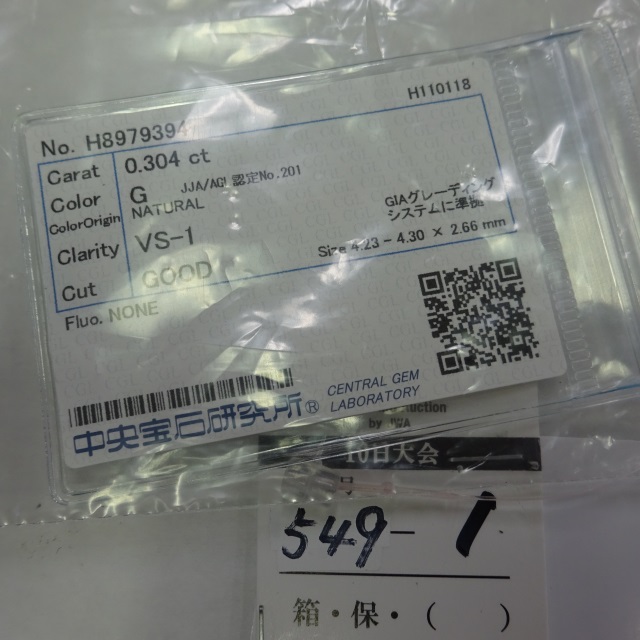 No. H8979394
H110118
Carat 0.304 ct
Color G JJA/AGL認定No.201
ColorOrigin NATURAL
GIAグレーディング
システムに準拠
Clarity VS-1
Size 4.23 - 4.30 × 2.66 mm
Cut GOOD
Fluo. NONE
中央宝石研究所® CENTRAL GEM
LABORATORY
by
10日大会
号
549-1
箱・保・( )